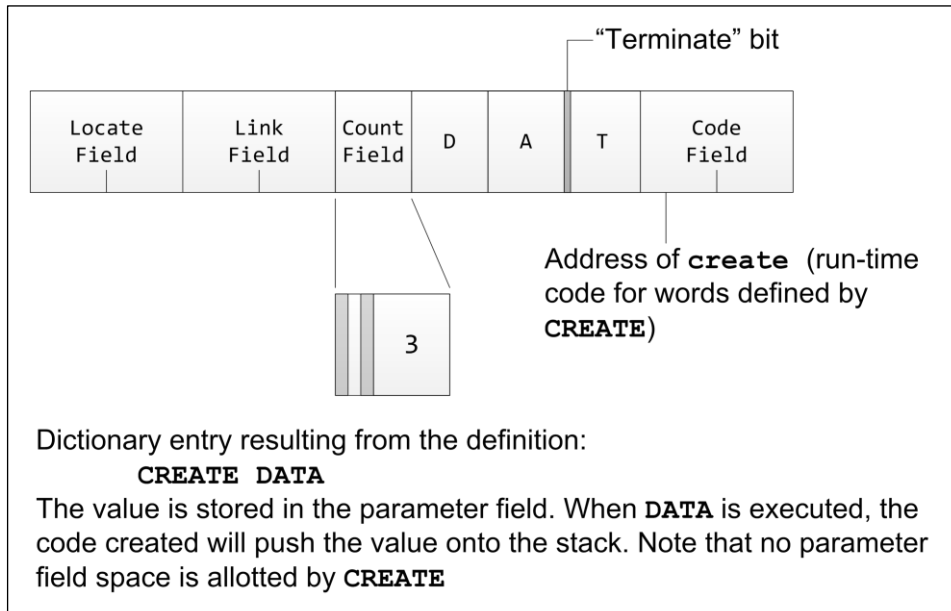 “Terminate” bit
Locate Field
Link Field
Count Field
D
A
T
Code Field
3
Address of create (run-time
code for words defined by
CREATE)
Dictionary entry resulting from the definition:
CREATE DATA
The value is stored in the parameter field. When DATA is executed, the
code created will push the value onto the stack. Note that no parameter
field space is allotted by CREATE